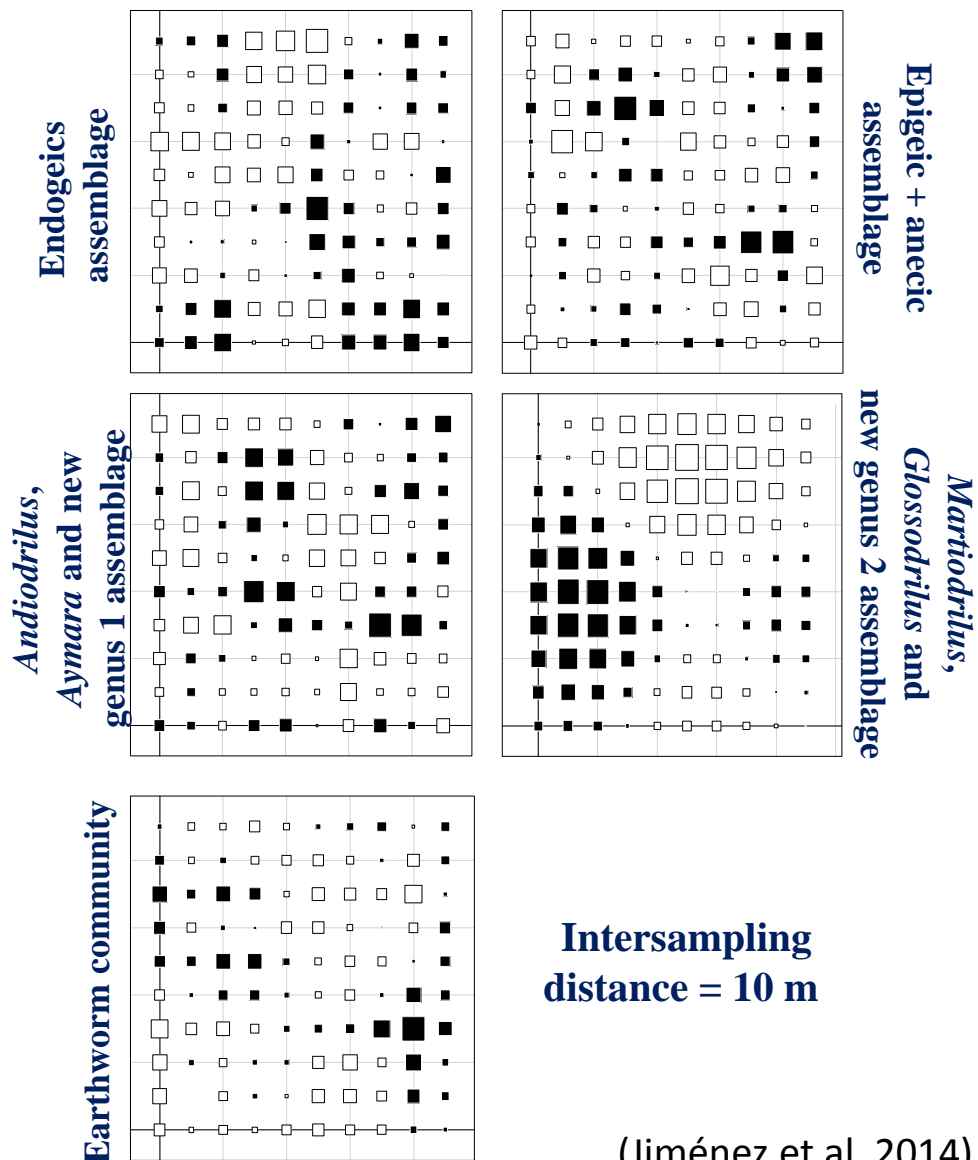 Endogeics
assemblage
Epigeic + anecic
assemblage
Andiodrilus,
Aymara and new
genus 1 assemblage
Martiodrilus,
Glossodrilus and
new genus 2 assemblage
Earthworm community
Intersampling
distance = 10 m
(Jiménez et al. 2014)